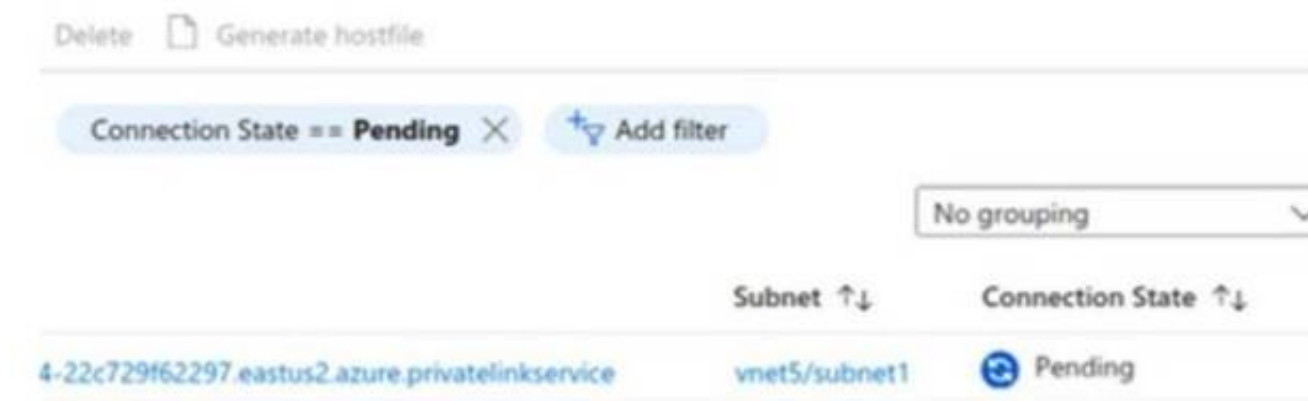 Delete Generate hostfile
Connection State == Pending Add filter
No grouping
Subnet Connection State
4-22c729f62297.eastus2.azure.privatelinkservice vnet5/subnet1 Pending